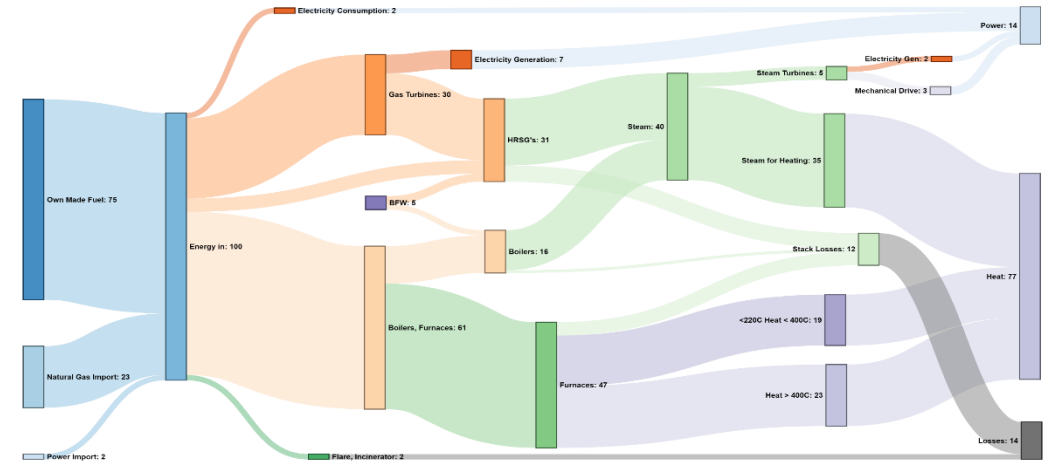 Electricity Consumption: 2
Power: 14
Electricity Generation: 7
Electricity Gen: 2
Steam Turbines: 5
Mechanical Drive: 3
Gas Turbines: 30
Steam: 40
HRSG's: 31
Steam for Heating: 35
Own Made Fuel: 75
BFW: 5
Energy in: 100
Boilers: 16
Stack Losses: 12
Heat: 77
<220C Heat < 400C: 19
Boilers, Furnaces: 61
Natural Gas Import: 23
Furnaces: 47
Heat > 400C: 23
Losses: 14
Power Import: 2
Flare, Incinerator: 2